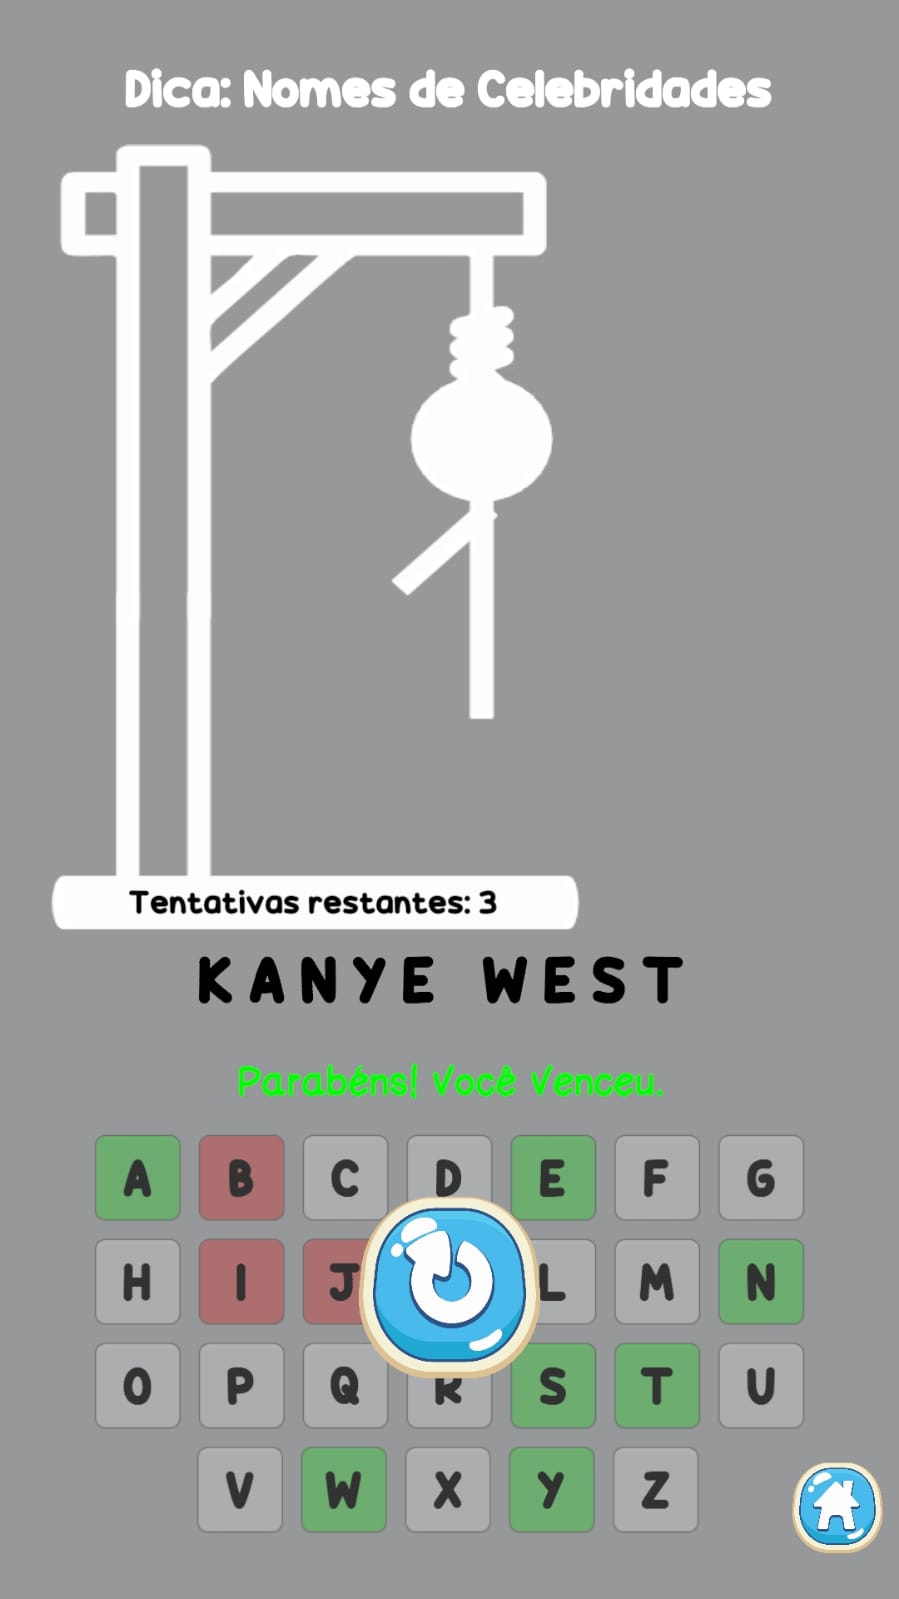 Dica: Nomes de Celebridades
Tentativas restantes: 3
KANYE WEST
Parabéns! Você Venceu.
A B C D E F G
H I J L M N
O P Q R S T U
V W X Y Z